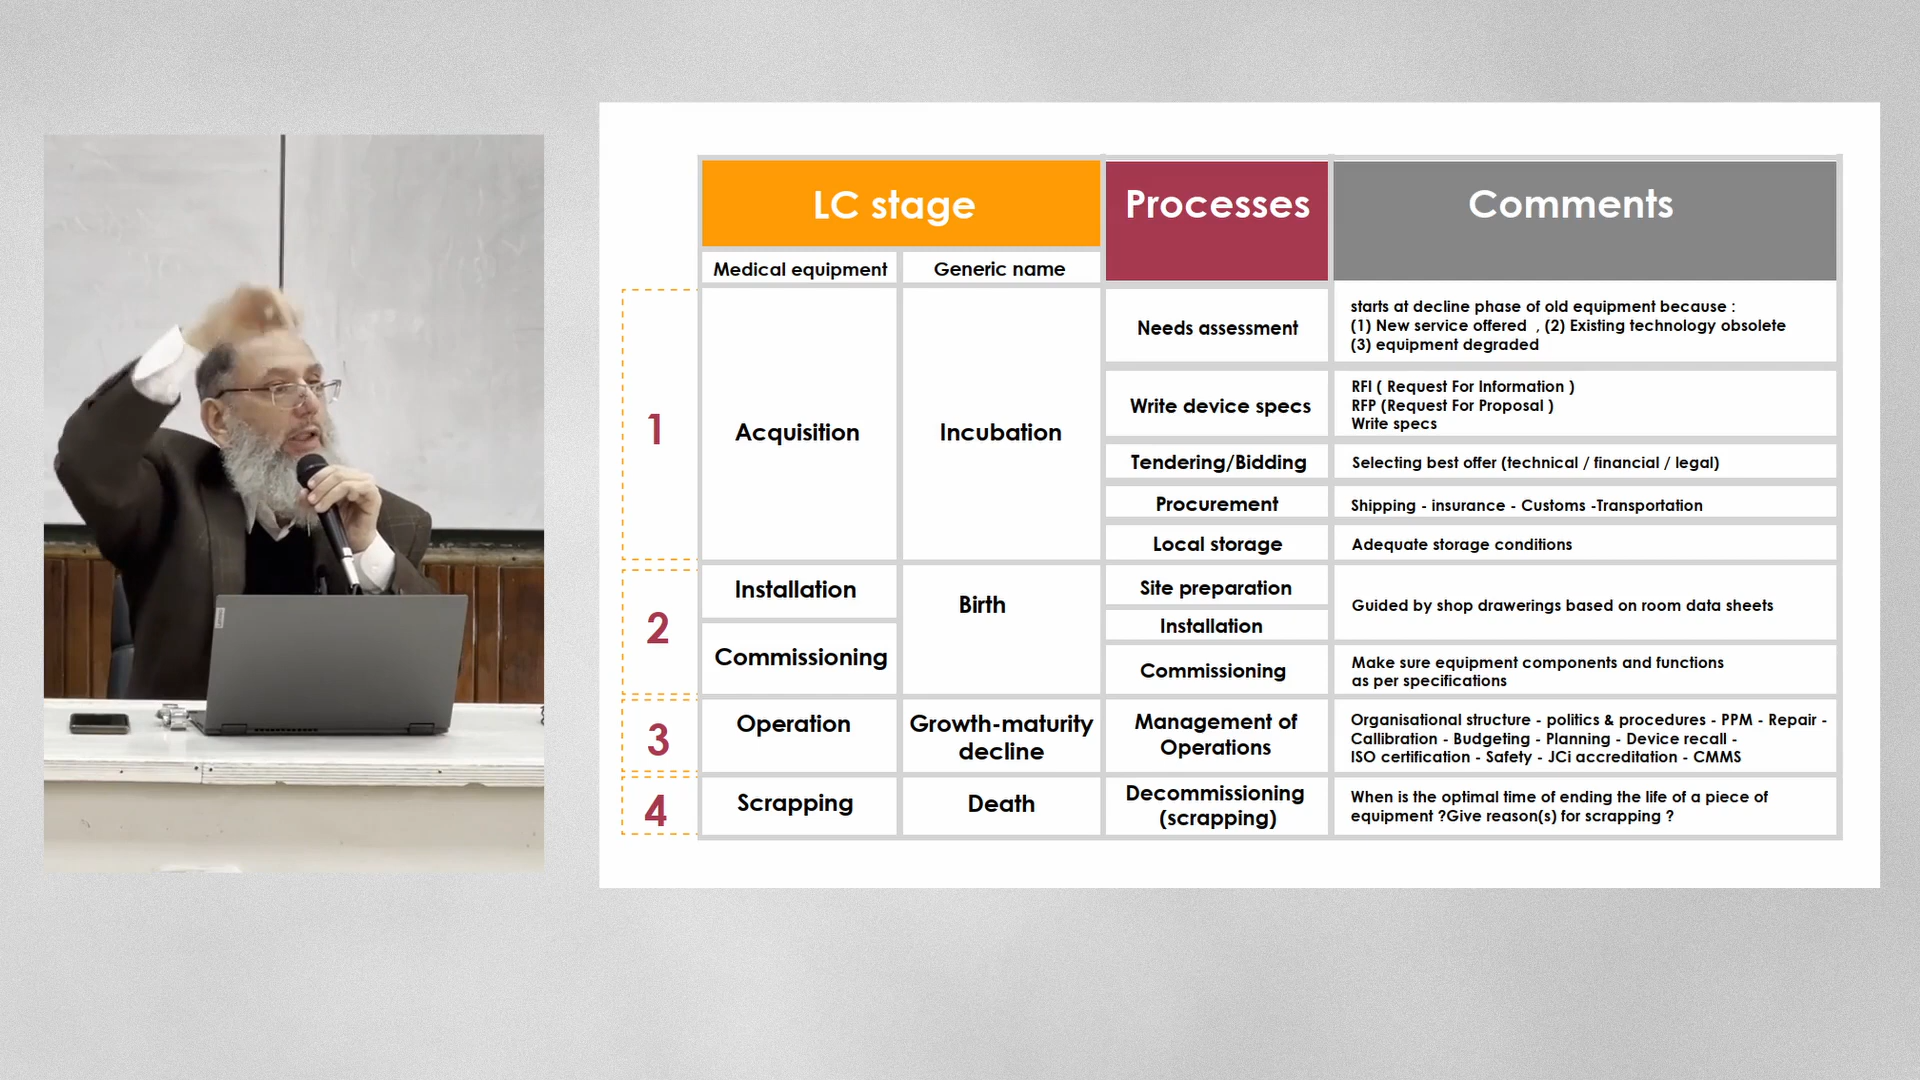 LC stage
Processes
Comments
Medical equipment
Generic name
1
Acquisition
Incubation
Needs assessment
starts at decline phase of old equipment because :
(1) New service offered , (2) Existing technology obsolete
(3) equipment degraded
Write device specs
RFI ( Request For Information )
RFP (Request For Proposal )
Write specs
Tendering/Bidding
Selecting best offer (technical / financial / legal)
Procurement
Shipping - insurance - Customs -Transportation
Local storage
Adequate storage conditions
2
Installation
Birth
Site preparation
Guided by shop drawerings based on room data sheets
Installation
Commissioning
Commissioning
Make sure equipment components and functions
as per specifications
3
Operation
Growth-maturity
decline
Management of
Operations
Organisational structure - politics & procedures - PPM - Repair -
Callibration - Budgeting - Planning - Device recall -
ISO certification - Safety - JCi accreditation - CMMS
4
Scrapping
Death
Decommissioning
(scrapping)
When is the optimal time of ending the life of a piece of
equipment ?Give reason(s) for scrapping ?